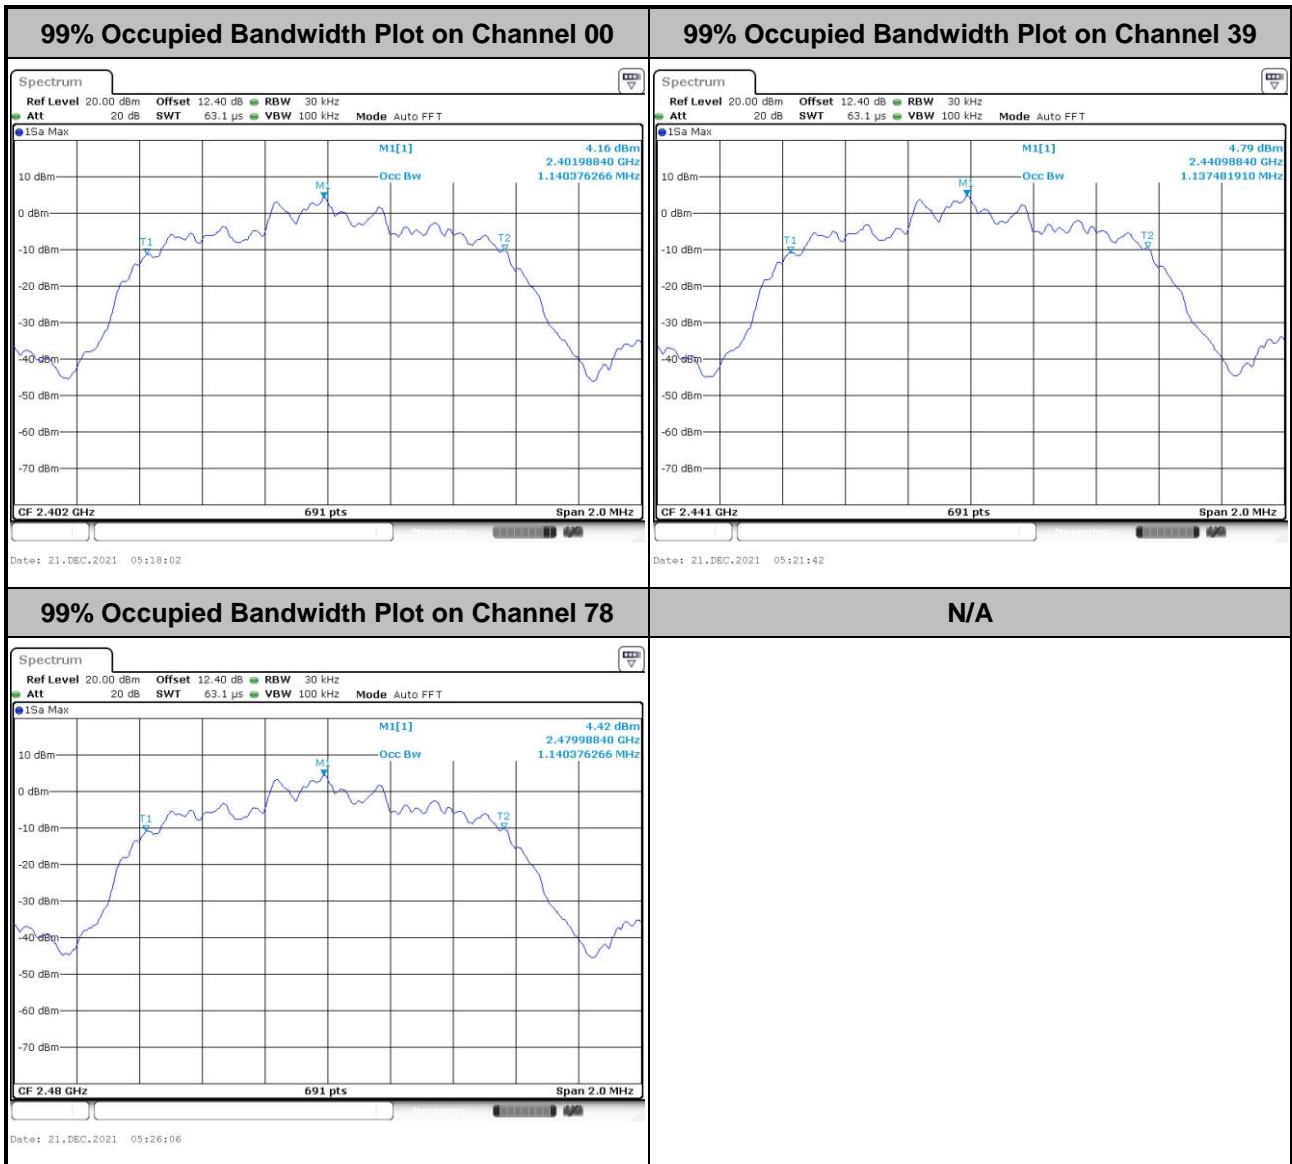 99% Occupied Bandwidth Plot on Channel 00
Spectrum
Ref Level 20.00 dBm Offset 12.40 dB RBW 30 kHz
Att 20 dB SWT 63.1 µs VBW 100 kHz Mode Auto FFT
1Sa Max
M1[1] 4.16 dBm
2.40198840 GHz
Occ Bw 1.140376266 MHz
10 dBm
M1
0 dBm
T1
T2
-10 dBm
-20 dBm
-30 dBm
-40 dBm
-50 dBm
-60 dBm
-70 dBm
CF 2.402 GHz 691 pts Span 2.0 MHz
Date: 21.DEC.2021 05:18:02
99% Occupied Bandwidth Plot on Channel 39
Spectrum
Ref Level 20.00 dBm Offset 12.40 dB RBW 30 kHz
Att 20 dB SWT 63.1 µs VBW 100 kHz Mode Auto FFT
1Sa Max
M1[1] 4.79 dBm
2.44098840 GHz
Occ Bw 1.137481910 MHz
10 dBm
M1
0 dBm
T1
T2
-10 dBm
-20 dBm
-30 dBm
-40 dBm
-50 dBm
-60 dBm
-70 dBm
CF 2.441 GHz 691 pts Span 2.0 MHz
Date: 21.DEC.2021 05:21:42
99% Occupied Bandwidth Plot on Channel 78
Spectrum
Ref Level 20.00 dBm Offset 12.40 dB RBW 30 kHz
Att 20 dB SWT 63.1 µs VBW 100 kHz Mode Auto FFT
1Sa Max
M1[1] 4.42 dBm
2.47998840 GHz
Occ Bw 1.140376266 MHz
10 dBm
M1
0 dBm
T1
T2
-10 dBm
-20 dBm
-30 dBm
-40 dBm
-50 dBm
-60 dBm
-70 dBm
CF 2.48 GHz 691 pts Span 2.0 MHz
Date: 21.DEC.2021 05:26:06
N/A